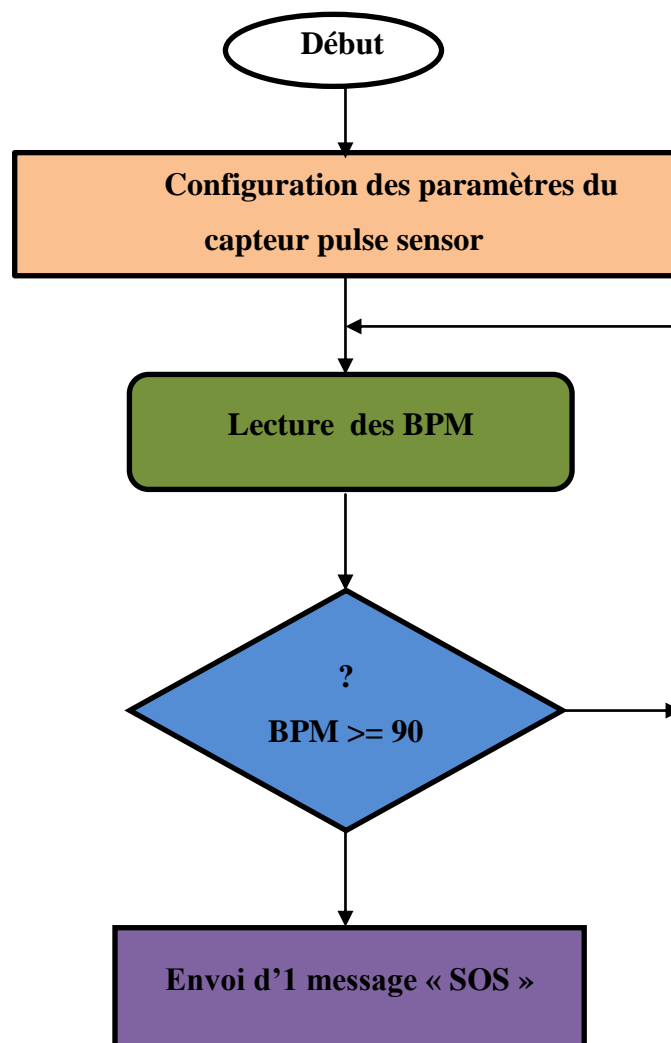 Début
Configuration des paramètres du
capteur pulse sensor
Lecture des BPM
?
BPM >= 90
Envoi d’1 message « SOS »